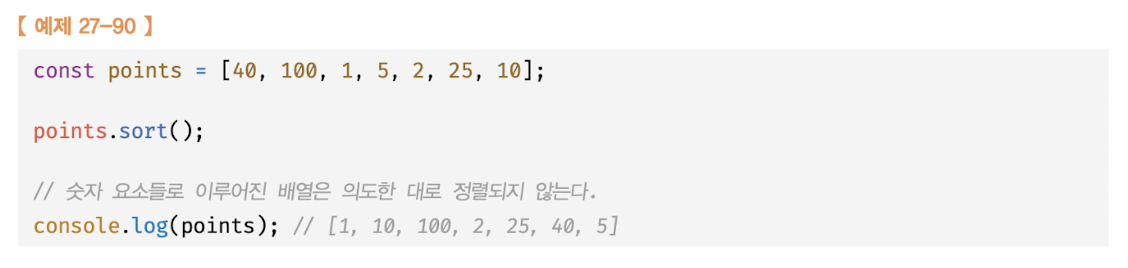 【 예제 27-90 】
const points = [40, 100, 1, 5, 2, 25, 10];
points.sort();
// 숫자 요소들로 이루어진 배열은 의도한 대로 정렬되지 않는다.
console.log(points); // [1, 10, 100, 2, 25, 40, 5]